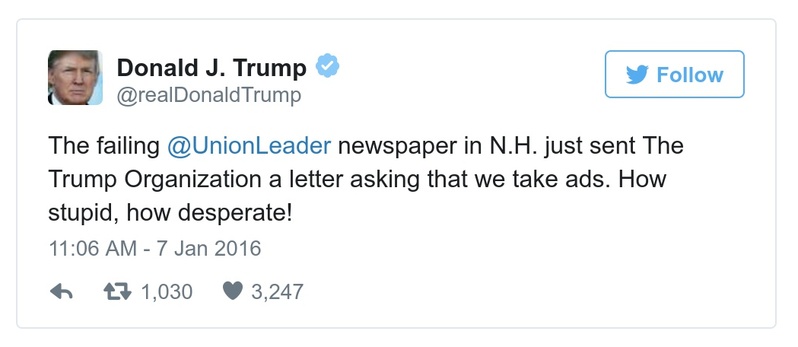 Donald J. Trump
@realDonaldTrump
Follow
The failing @UnionLeader newspaper in N.H. just sent The
Trump Organization a letter asking that we take ads. How
stupid, how desperate!
11:06 AM - 7 Jan 2016
1,030 3,247